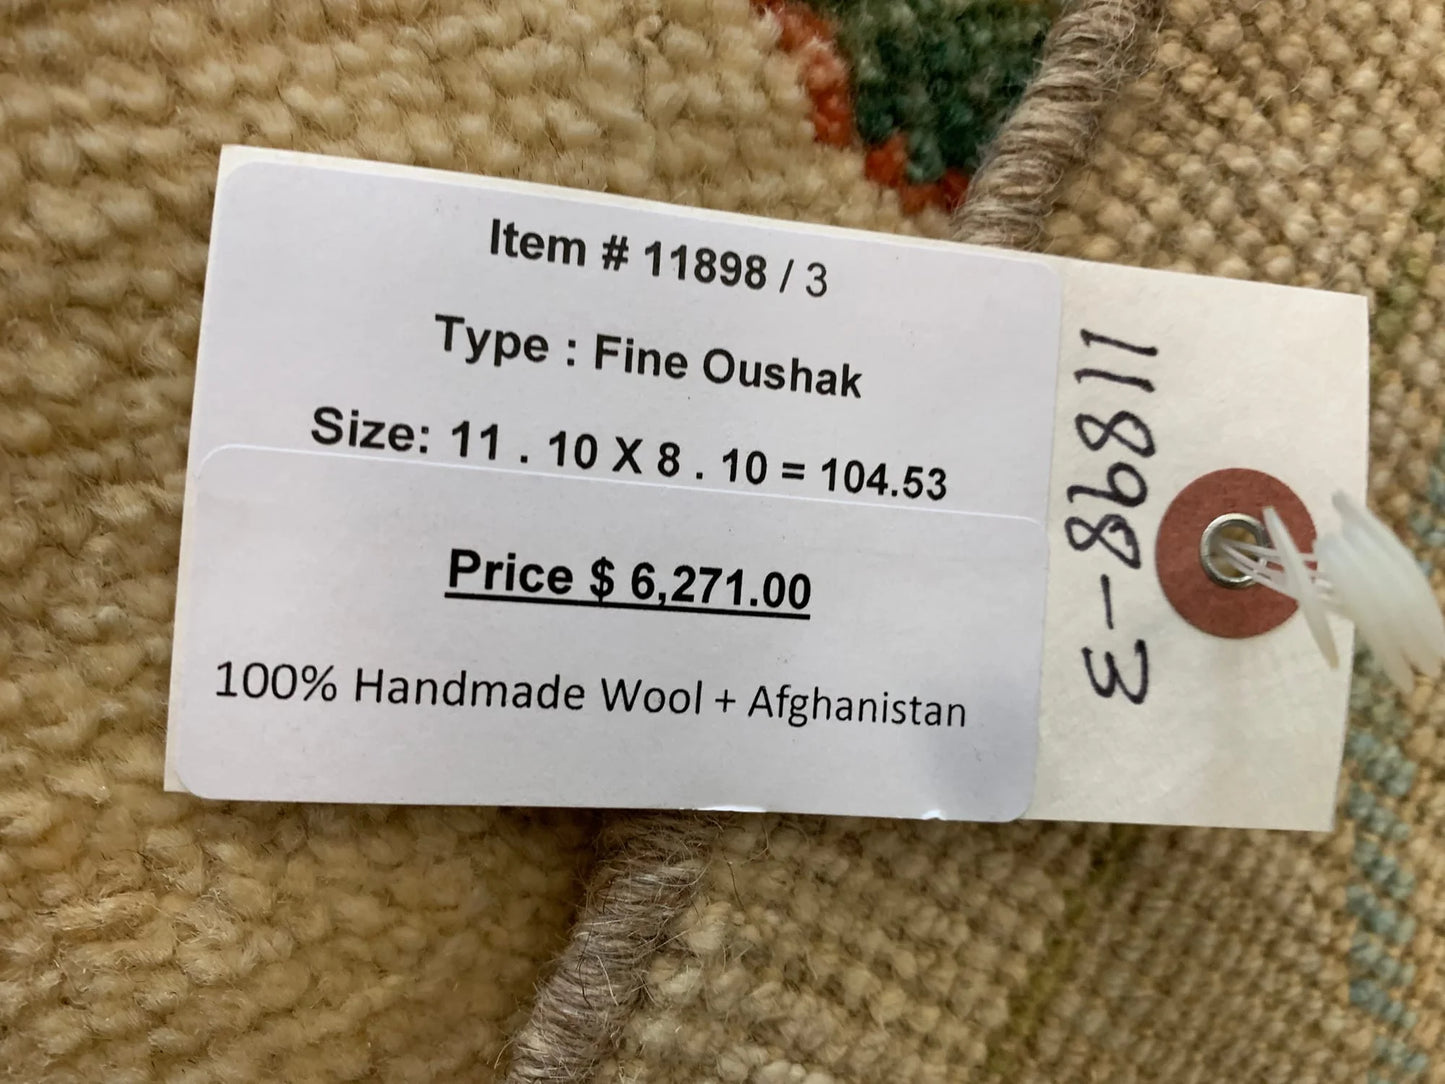 Item # 11898 / 3
Type : Fine Oushak
Size: 11 . 10 X 8 . 10 = 104.53
Price $ 6,271.00
100% Handmade Wool + Afghanistan
11898-3